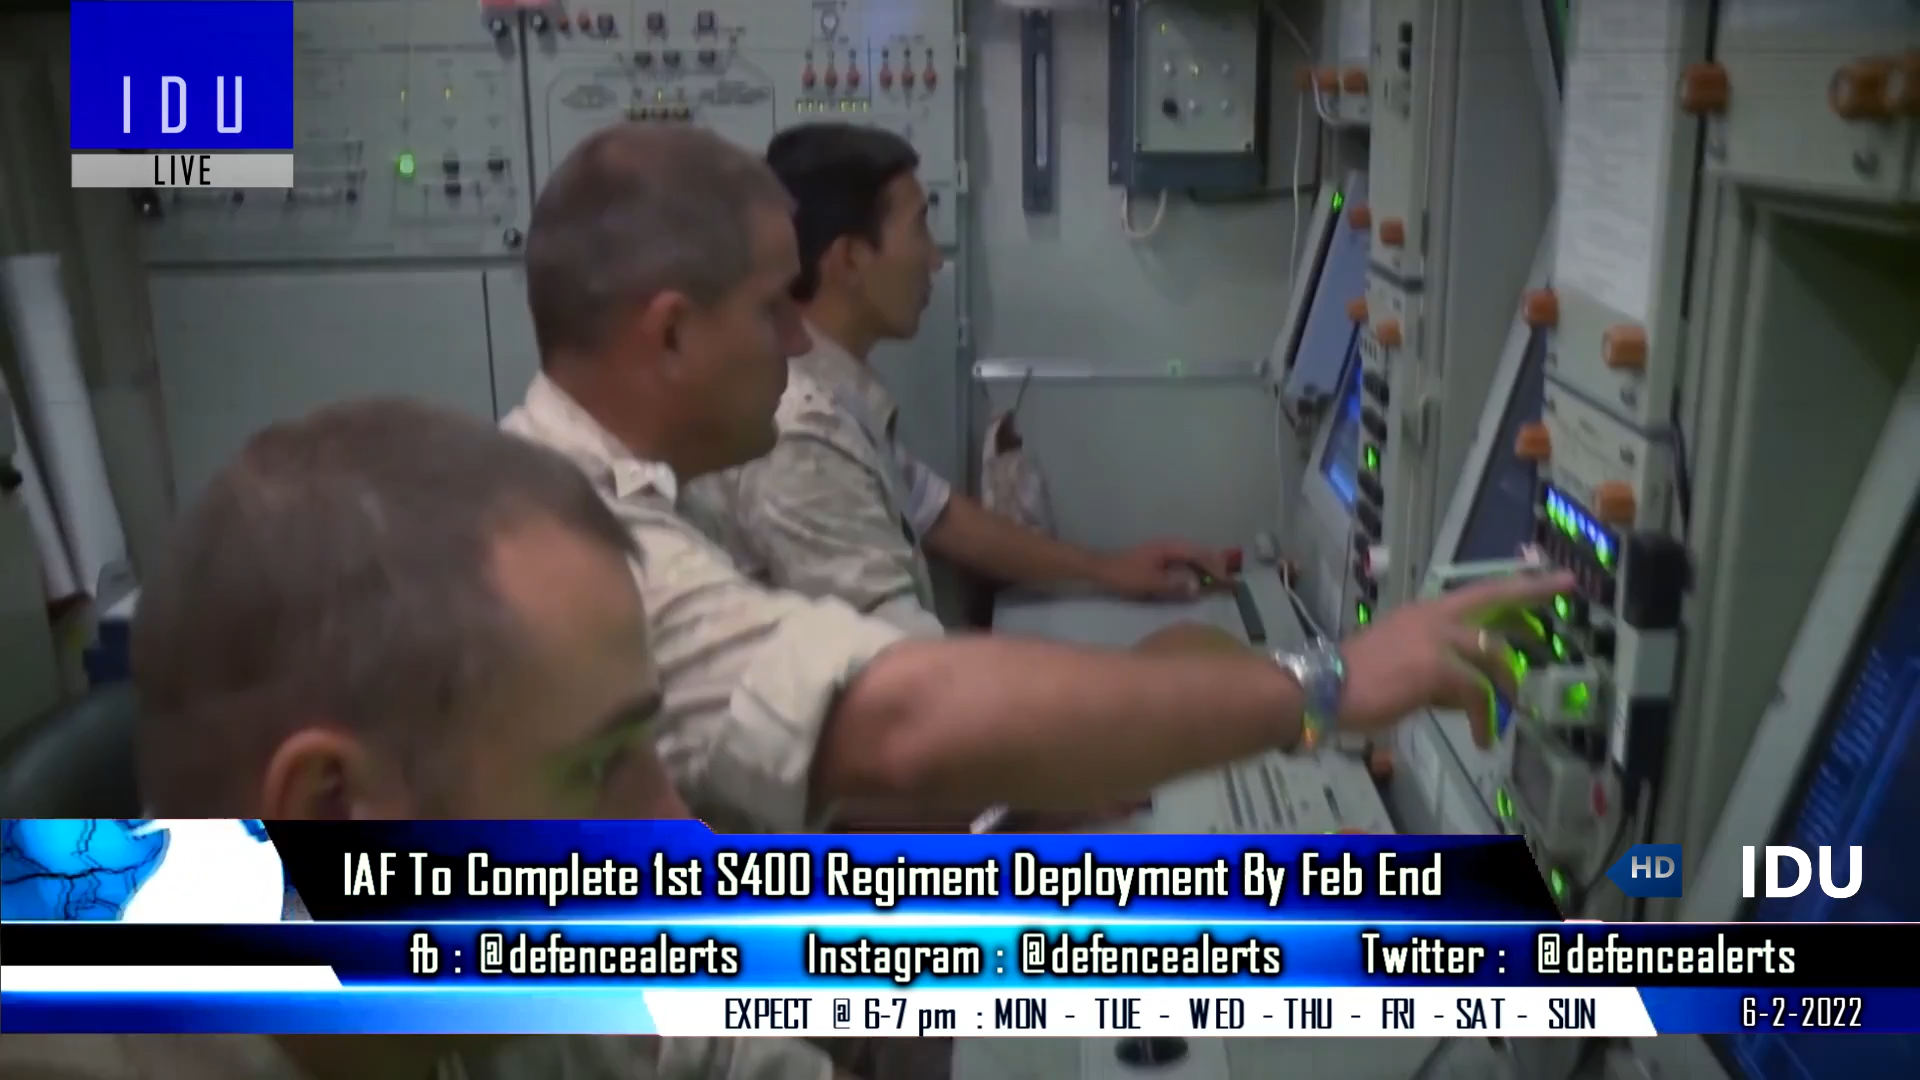 IDU
LIVE
IAF To Complete 1st S400 Regiment Deployment By Feb End
HD
IDU
fb : @defencealerts Instagram : @defencealerts Twitter : @defencealerts
EXPECT @ 6-7 pm : MON - TUE - WED - THU - FRI - SAT - SUN
6-2-2022